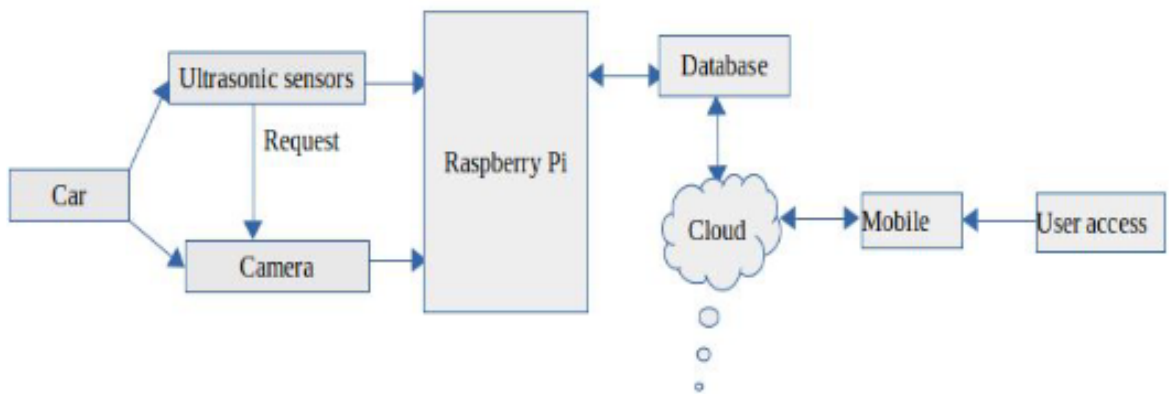 Ultrasonic sensors
Request
Car
Camera
Raspberry Pi
Database
Cloud
Mobile
User access